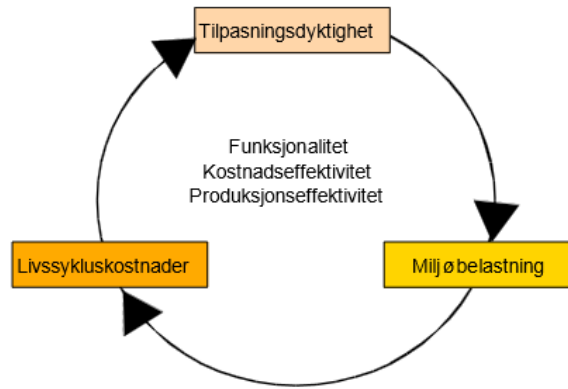 Tilpasningsdyktighet
Funksjonalitet
Kostnadseffektivitet
Produksjonseffektivitet
Livssykluskostnader
Miljøbelastning